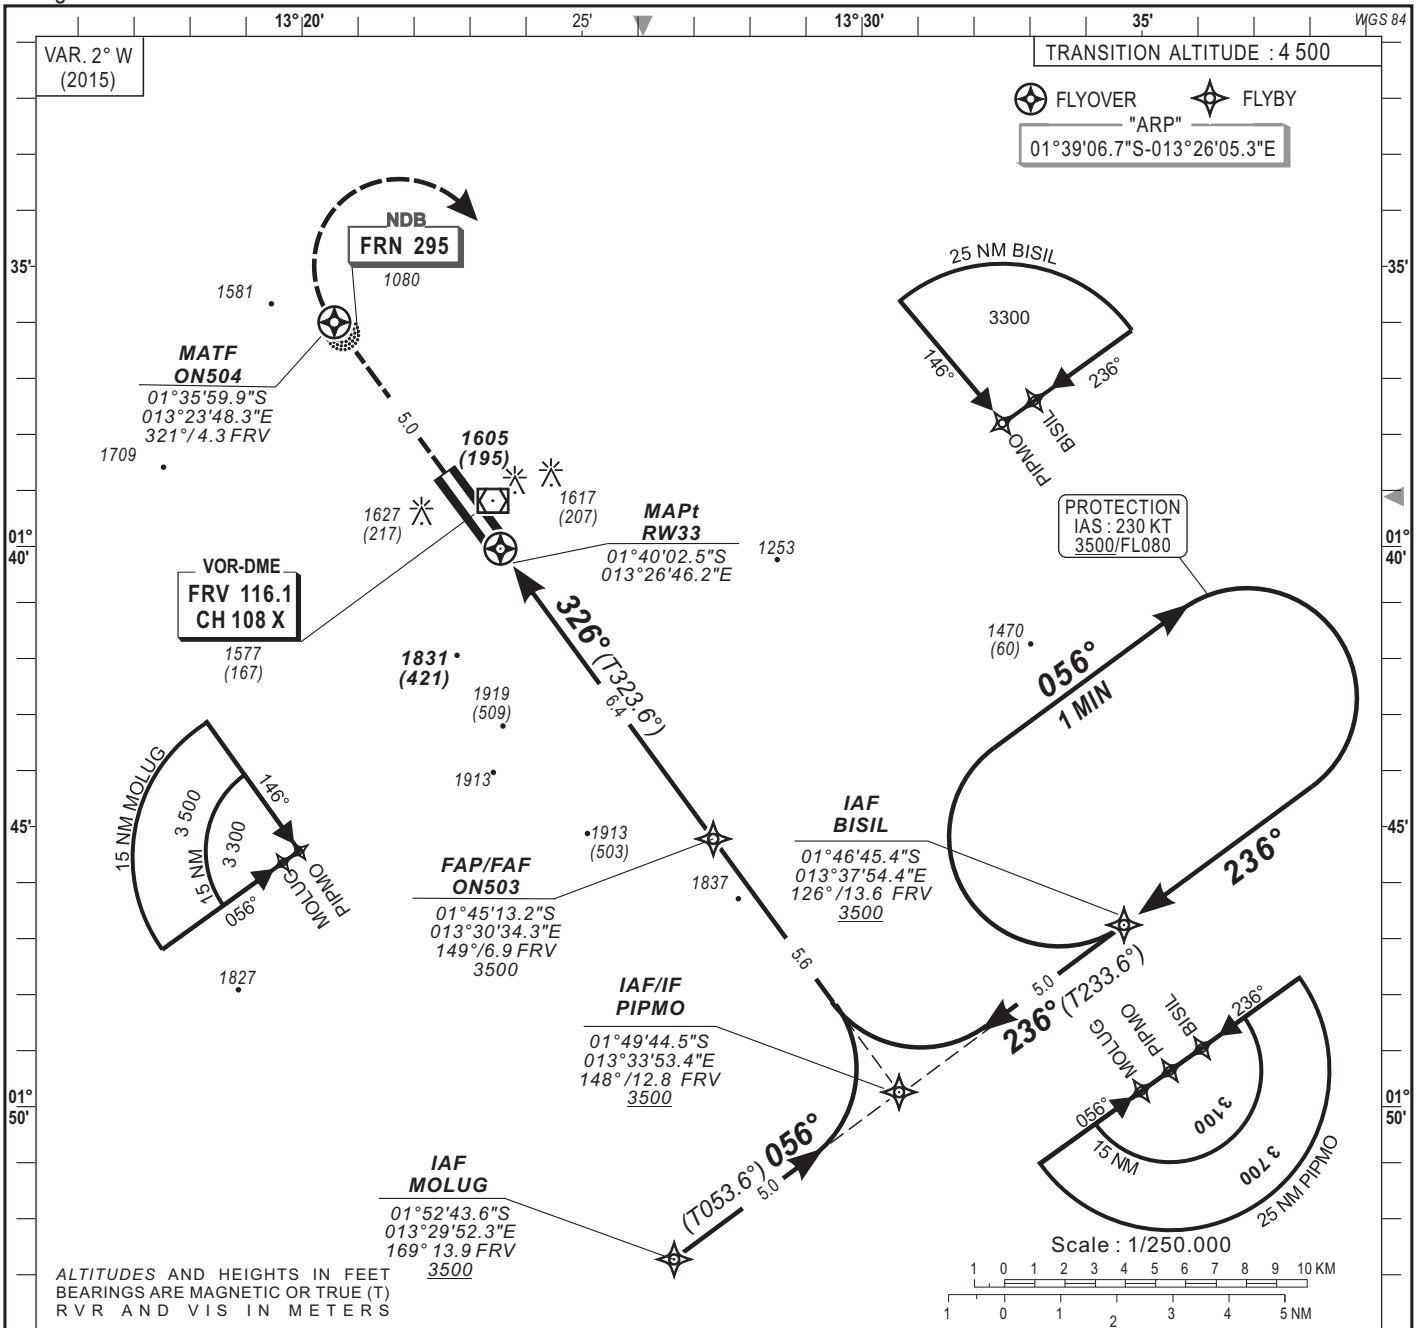 13° 20'
25'
13° 30'
35'
WGS 84
VAR. 2° W
(2015)
TRANSITION ALTITUDE : 4 500
FLYOVER
FLYBY
"ARP"
01°39'06.7"S-013°26'05.3"E
NDB
FRN 295
1080
35'
35'
1581
25 NM BISIL
3300
146°
236°
PIPMO
BISIL
MATF
ON504
01°35'59.9"S
013°23'48.3"E
321°/ 4.3 FRV
5.0
1709
1605
(195)
1617
(207)
1627
(217)
MAPt
RW33
01°40'02.5"S
013°26'46.2"E
1253
PROTECTION
IAS : 230 KT
3500/FL080
01°
40'
01°
40'
VOR-DME
FRV 116.1
CH 108 X
1577
(167)
326° (T323.6°)
6.4
1831
(421)
1919
(509)
1913
1470
(60)
056°
1 MIN
15 NM MOLUG
3 500
15 NM
3 300
146°
056°
MOLUG
PIPMO
45'
45'
1913
(503)
IAF
BISIL
01°46'45.4"S
013°37'54.4"E
126°/13.6 FRV
3500
236°
FAP/FAF
ON503
01°45'13.2"S
013°30'34.3"E
149°/6.9 FRV
3500
1837
5.6
1827
IAF/IF
PIPMO
01°49'44.5"S
013°33'53.4"E
148°/12.8 FRV
3500
5.0
236° (T233.6°)
MOLUG
PIPMO
BISIL
236°
056°
15 NM
3100
3 700
25 NM PIPMO
01°
50'
01°
50'
(T053.6°) 056°
5.0
IAF
MOLUG
01°52'43.6"S
013°29'52.3"E
169° 13.9 FRV
3500
ALTITUDES AND HEIGHTS IN FEET
BEARINGS ARE MAGNETIC OR TRUE (T)
RVR AND VIS IN METERS
Scale : 1/250.000
1 0 1 2 3 4 5 6 7 8 9 10 KM
1 0 1 2 3 4 5 NM